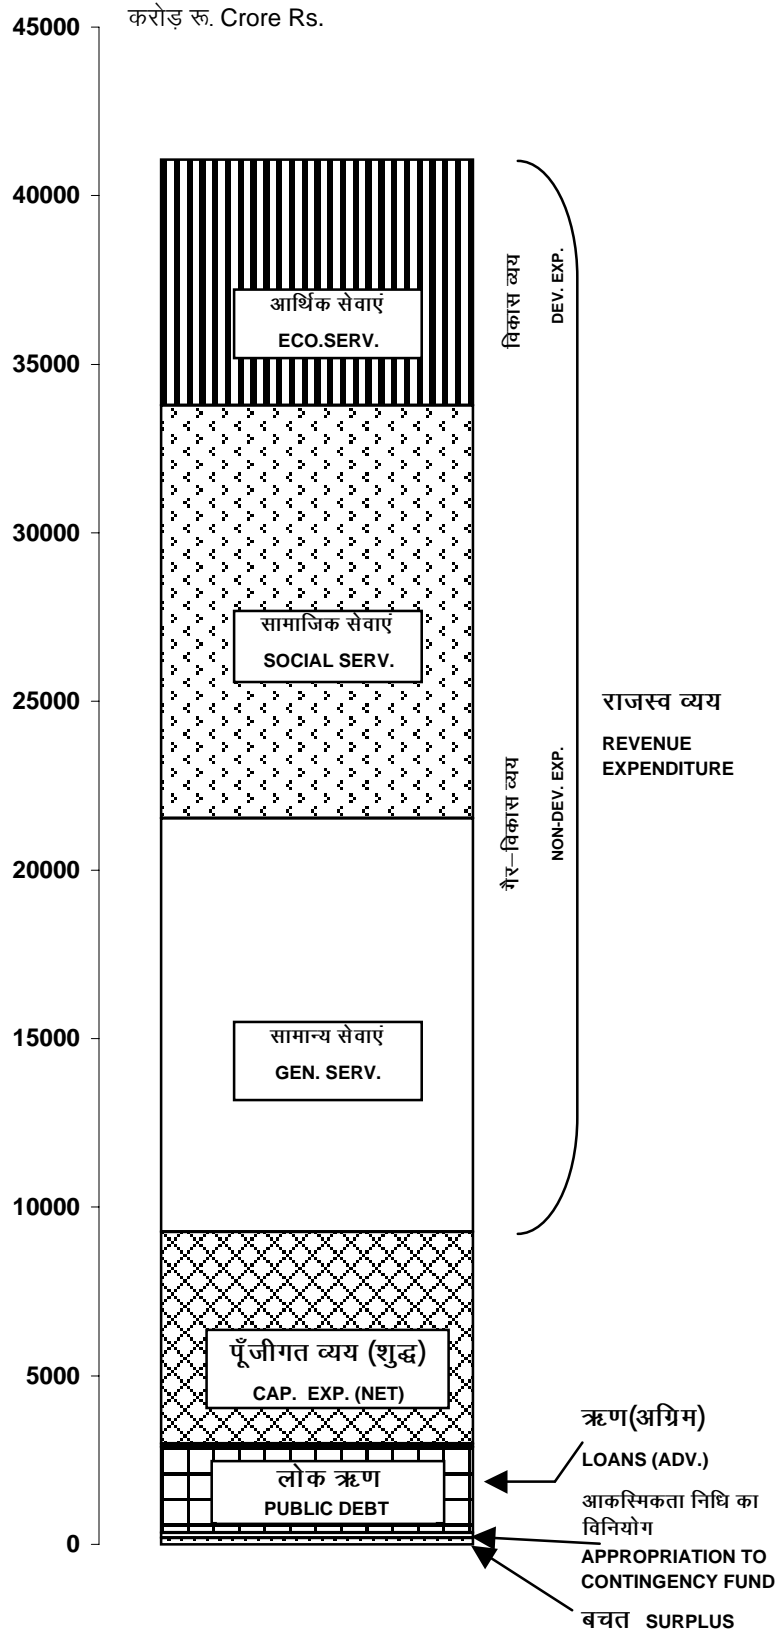 करोड़ रू. Crore Rs.
45000
40000
35000
30000
25000
20000
15000
10000
5000
0
आर्थिक सेवाएं
ECO.SERV.
सामाजिक सेवाएं
SOCIAL SERV.
सामान्य सेवाएं
GEN. SERV.
पूँजीगत व्यय (शुद्ध)
CAP. EXP. (NET)
लोक ऋण
PUBLIC DEBT
विकास व्यय
DEV. EXP.
गैर–विकास व्यय
NON-DEV. EXP.
राजस्व व्यय
REVENUE
EXPENDITURE
ऋण(अग्रिम)
LOANS (ADV.)
आकस्मिकता निधि का
विनियोग
APPROPRIATION TO
CONTINGENCY FUND
बचत SURPLUS